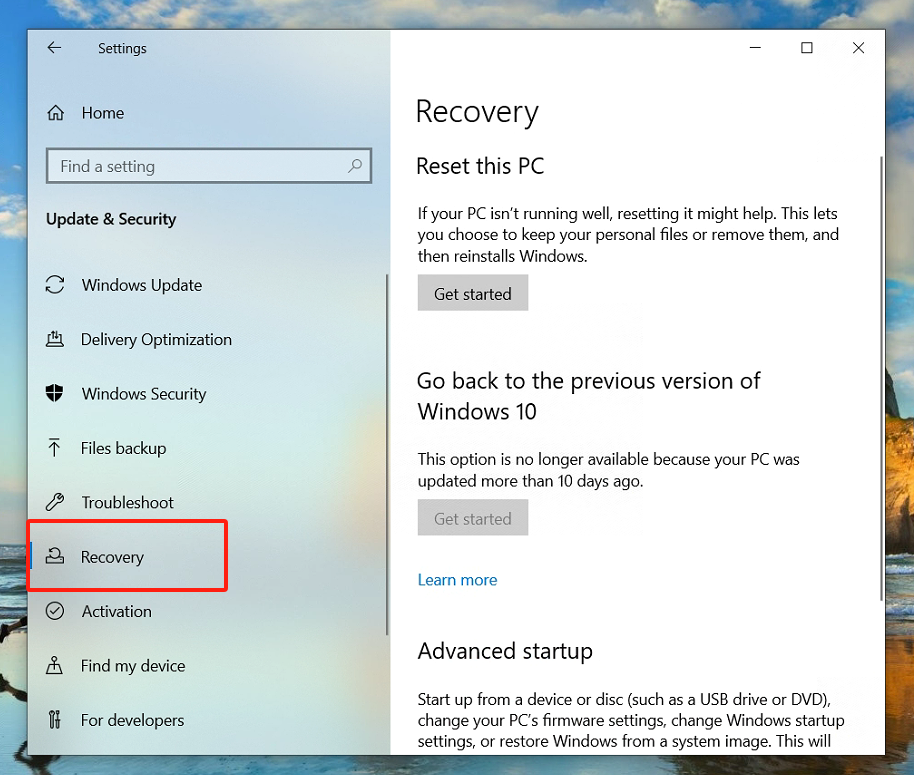 Settings
Home
Find a setting
Update & Security
Windows Update
Delivery Optimization
Windows Security
Files backup
Troubleshoot
Recovery
Activation
Find my device
For developers
Recovery
Reset this PC
If your PC isn’t running well, resetting it might help. This lets
you choose to keep your personal files or remove them, and
then reinstalls Windows.
Get started
Go back to the previous version of
Windows 10
This option is no longer available because your PC was
updated more than 10 days ago.
Get started
Learn more
Advanced startup
Start up from a device or disc (such as a USB drive or DVD),
change your PC’s firmware settings, change Windows startup
settings, or restore Windows from a system image. This will